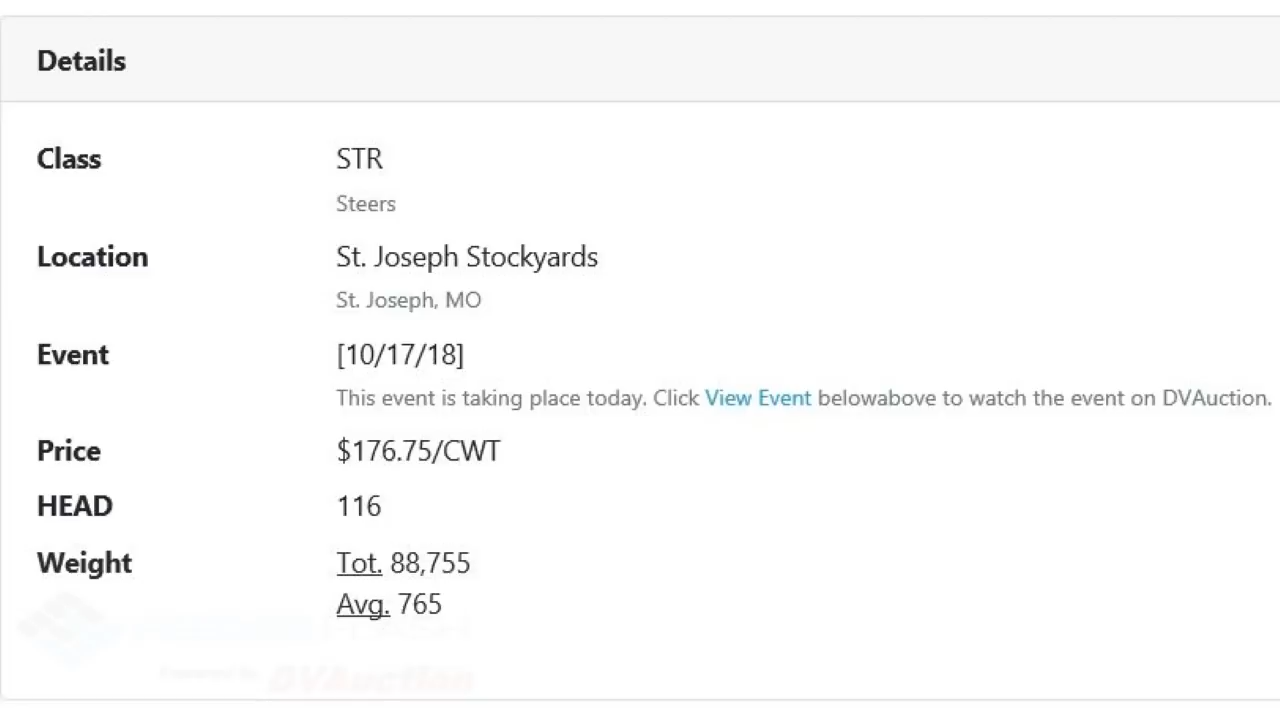 Details
Class STR
Steers
Location St. Joseph Stockyards
St. Joseph, MO
Event [10/17/18]
This event is taking place today. Click View Event belowabove to watch the event on DVAuction.
Price $176.75/CWT
HEAD 116
Weight Tot. 88,755
Avg. 765
DVAuction